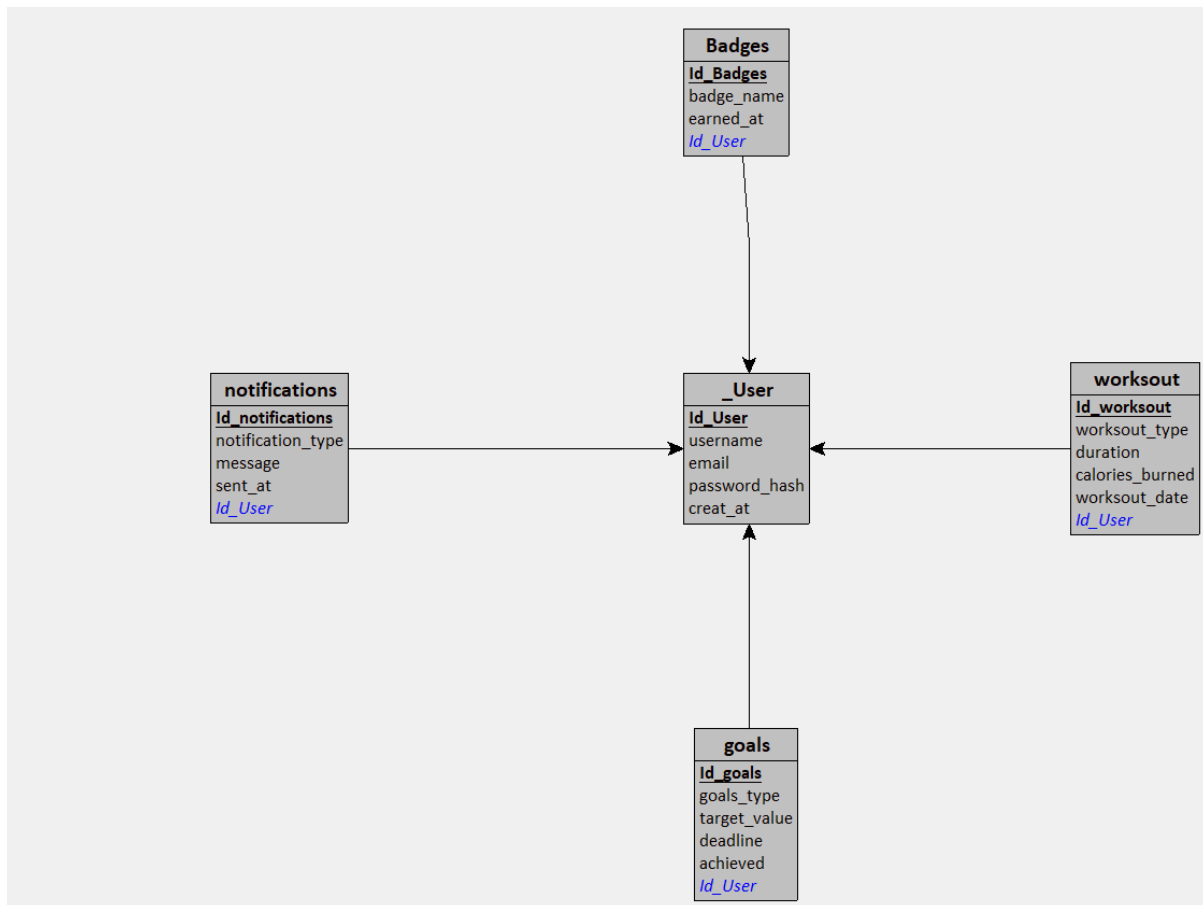 Badges
Id_Badges
badge_name
earned_at
Id_User
notifications
Id_notifications
notification_type
message
sent_at
Id_User
_User
Id_User
username
email
password_hash
creat_at
worksout
Id_worksout
worksout_type
duration
calories_burned
worksout_date
Id_User
goals
Id_goals
goals_type
target_value
deadline
achieved
Id_User